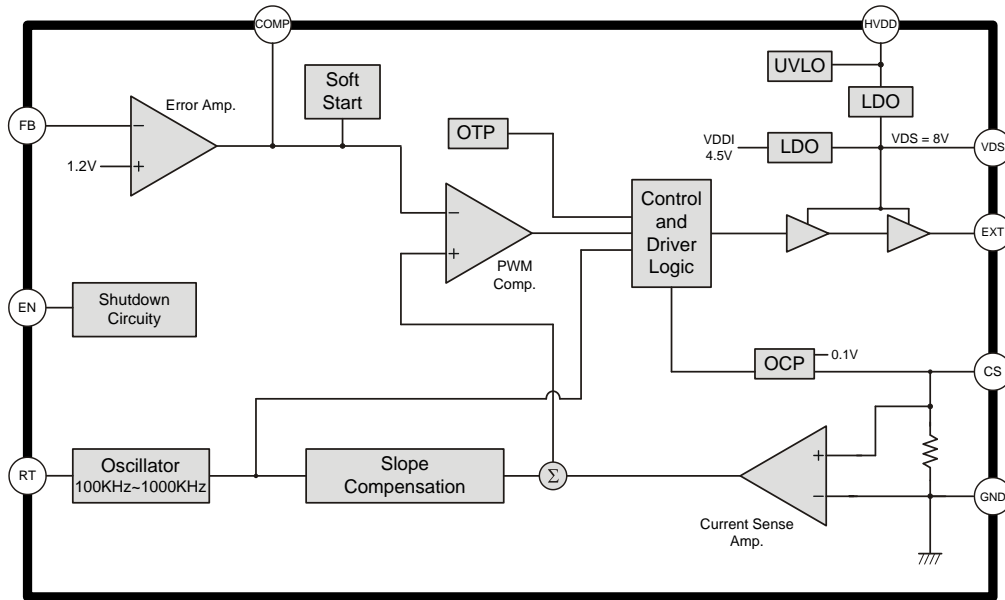 COMP
HVDD
UVLO
Soft
Start
Error Amp.
LDO
FB
−
OTP
VDDI
4.5V
LDO
VDS = 8V
VDS
1.2V
+
Control
and
Driver
Logic
−
EXT
+
PWM
Comp.
EN
Shutdown
Circuity
OCP
0.1V
CS
RT
Oscillator
100KHz~1000KHz
Slope
Compensation
Σ
+
−
GND
Current Sense
Amp.